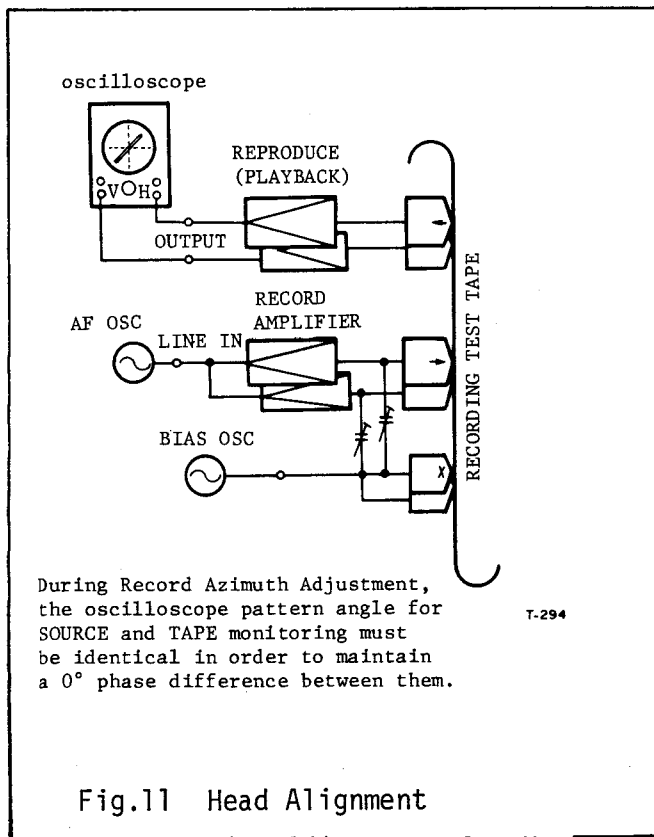 oscilloscope
REPRODUCE
(PLAYBACK)
V H
OUTPUT
RECORD
AMPLIFIER
AF OSC
LINE IN
BIAS OSC
X
RECORDING TEST TAPE
During Record Azimuth Adjustment,
the oscilloscope pattern angle for
SOURCE and TAPE monitoring must
be identical in order to maintain
a 0° phase difference between them.
T-294
Fig.11 Head Alignment